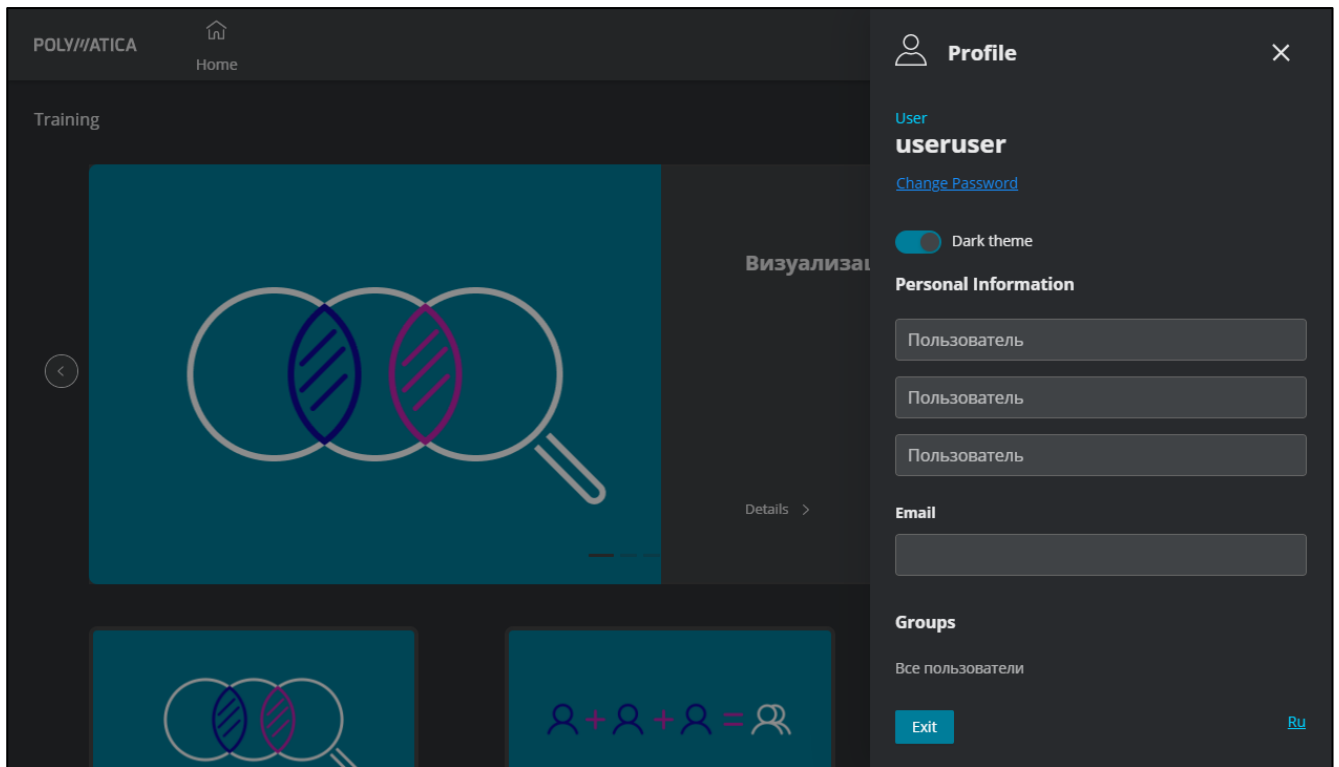 POLYMATICA
Home
Training
Визуализа
Details
Profile
User
useruser
Change Password
Dark theme
Personal Information
Пользователь
Пользователь
Пользователь
Email
Groups
Все пользователи
Exit
Ru